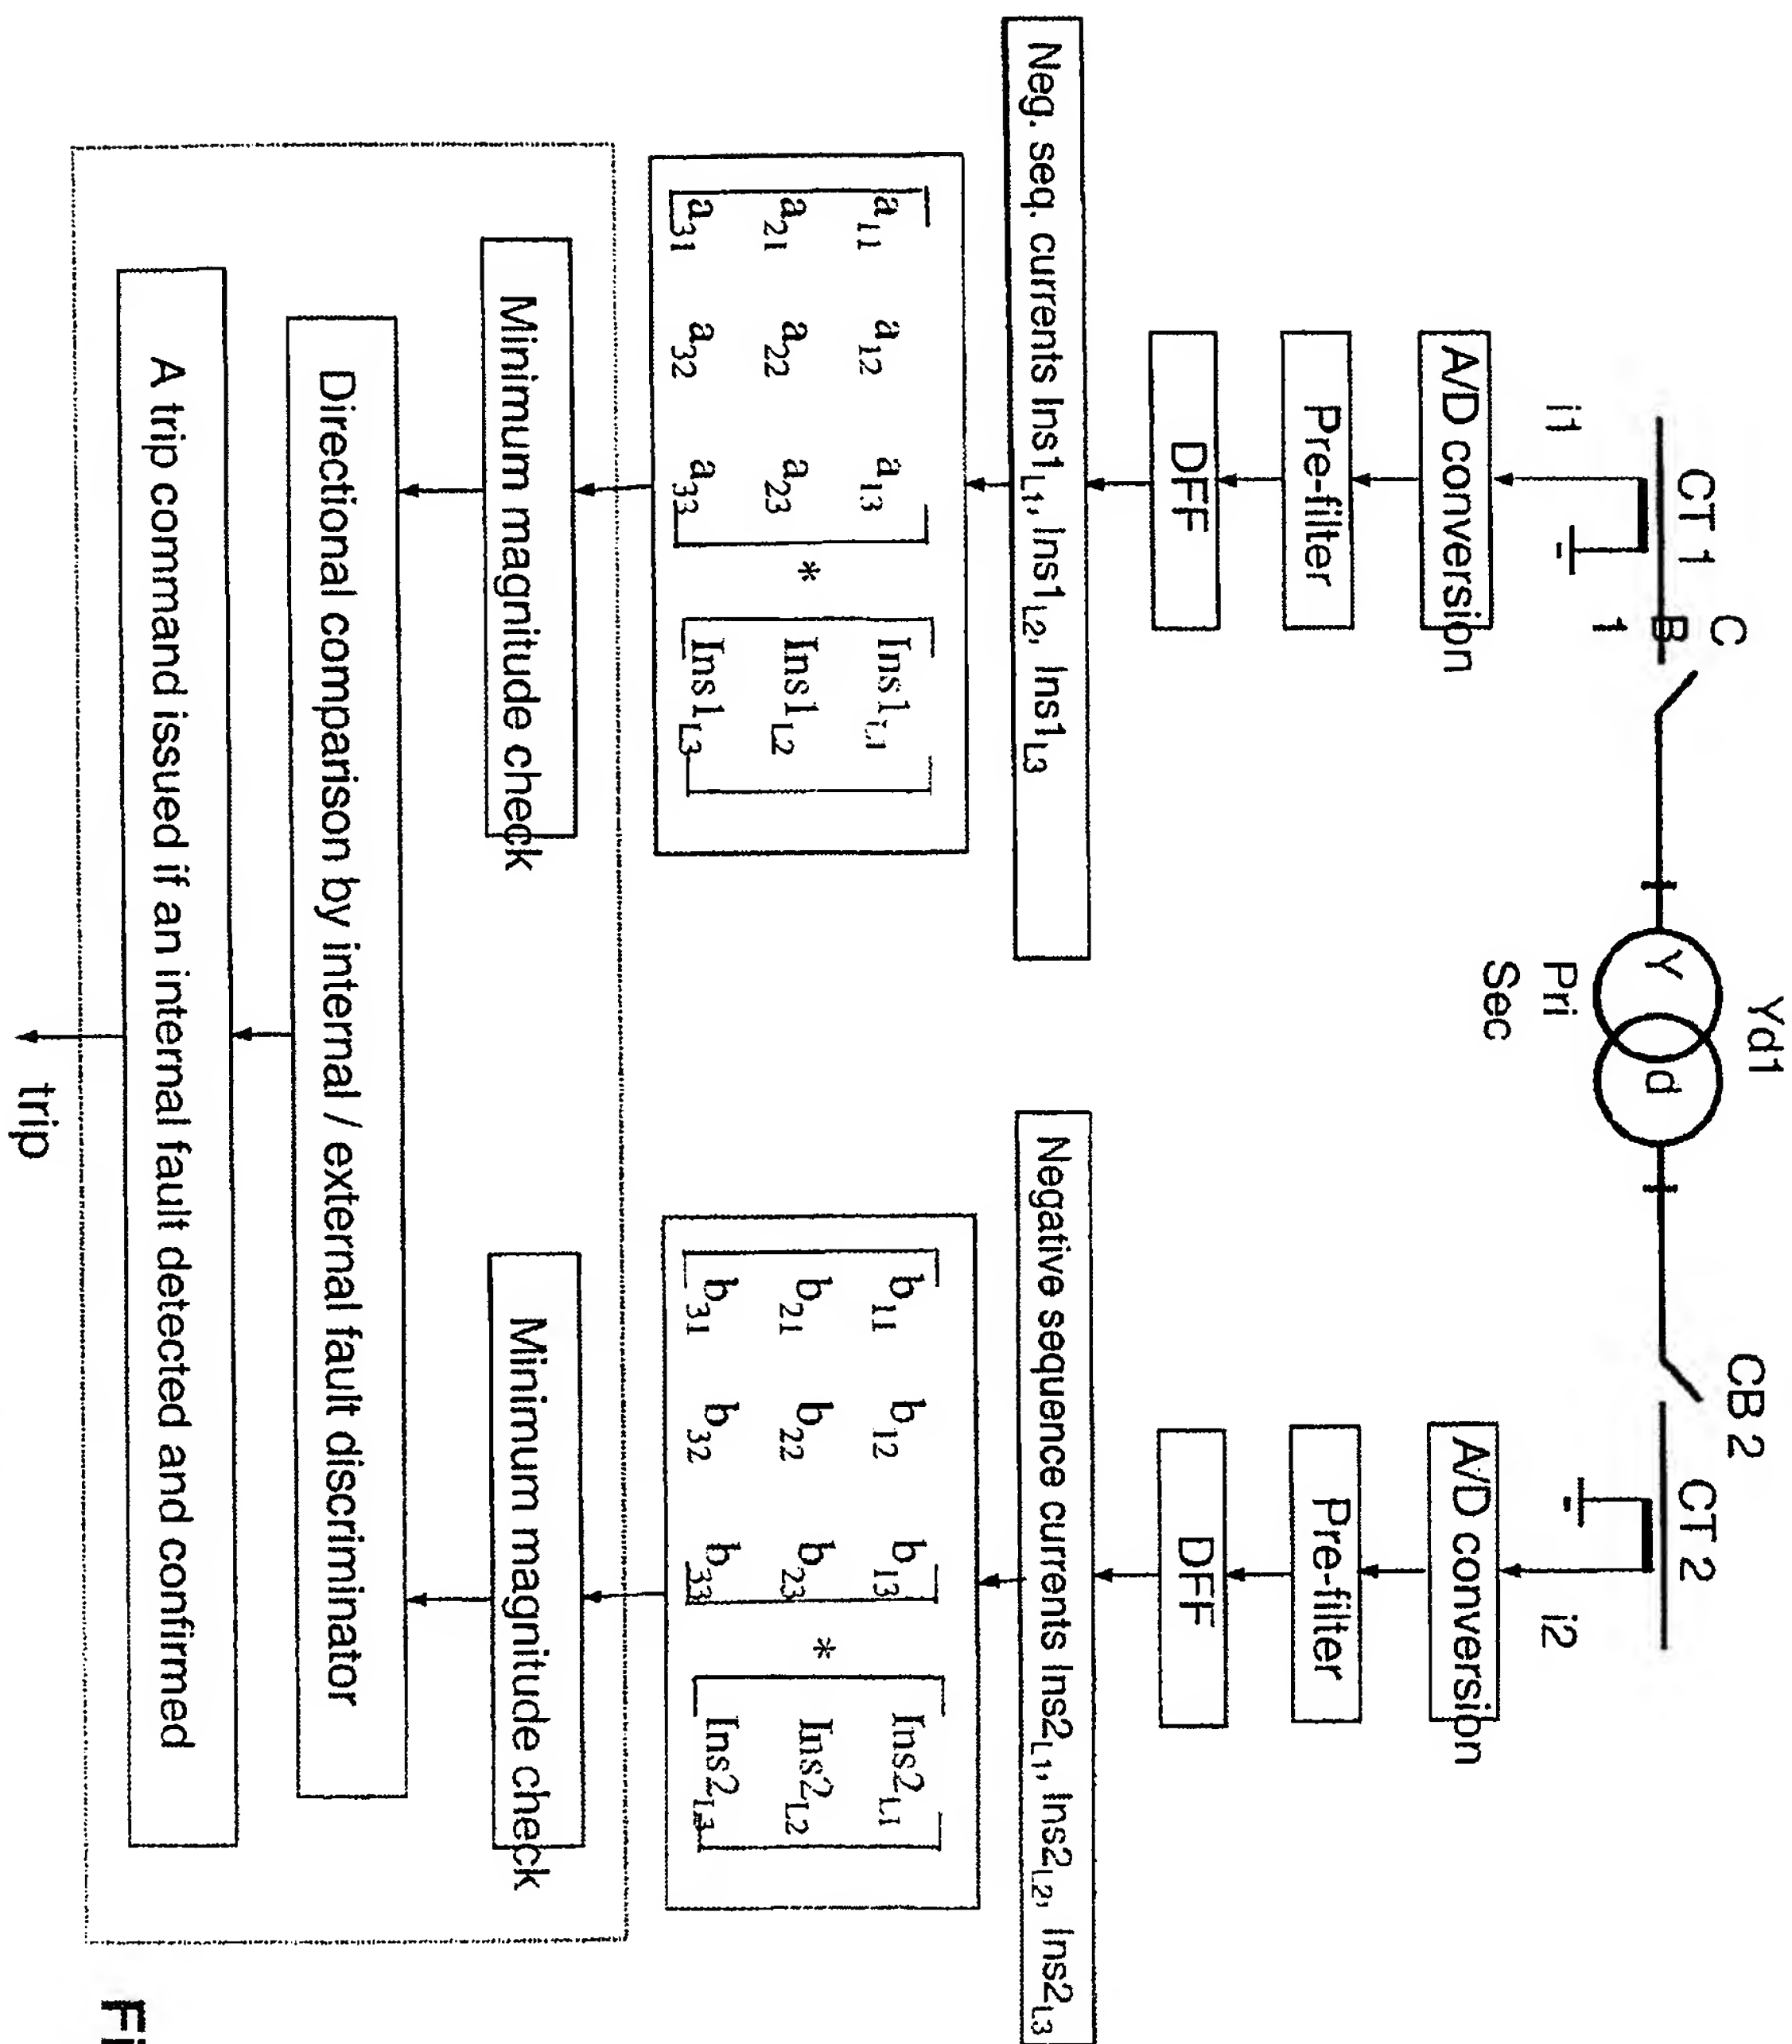 Yd1
CT 1
C
B
1
CB 2
CT 2
Y
d
i1
Pri
Sec
i2
A/D conversion
A/D conversion
Pre-filter
Pre-filter
DFF
DFF
Neg. seq. currents Ins1L1, Ins1L2, Ins1L3
Negative sequence currents Ins2L1, Ins2L2, Ins2L3
a11 a12 a13 Ins1L1
a21 a22 a23 * Ins1L2
a31 a32 a33 Ins1L3
b11 b12 b13 Ins2L1
b21 b22 b23 * Ins2L2
b31 b32 b33 Ins2L3
Minimum magnitude check
Minimum magnitude check
Directional comparison by internal / external fault discriminator
A trip command issued if an internal fault detected and confirmed
trip